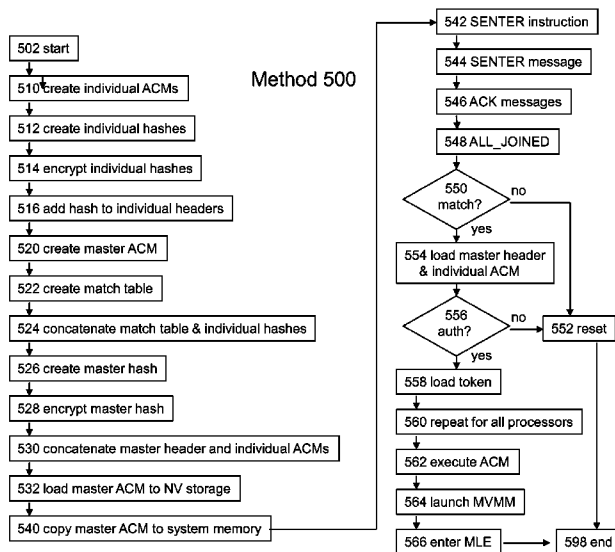 Method 500
502 start
510 create individual ACMs
512 create individual hashes
514 encrypt individual hashes
516 add hash to individual headers
520 create master ACM
522 create match table
524 concatenate match table & individual hashes
526 create master hash
528 encrypt master hash
530 concatenate master header and individual ACMs
532 load master ACM to NV storage
540 copy master ACM to system memory
542 SENTER instruction
544 SENTER message
546 ACK messages
548 ALL_JOINED
550
match?
no
yes
554 load master header
& individual ACM
556
auth?
no
552 reset
yes
558 load token
560 repeat for all processors
562 execute ACM
564 launch MVMM
566 enter MLE
598 end